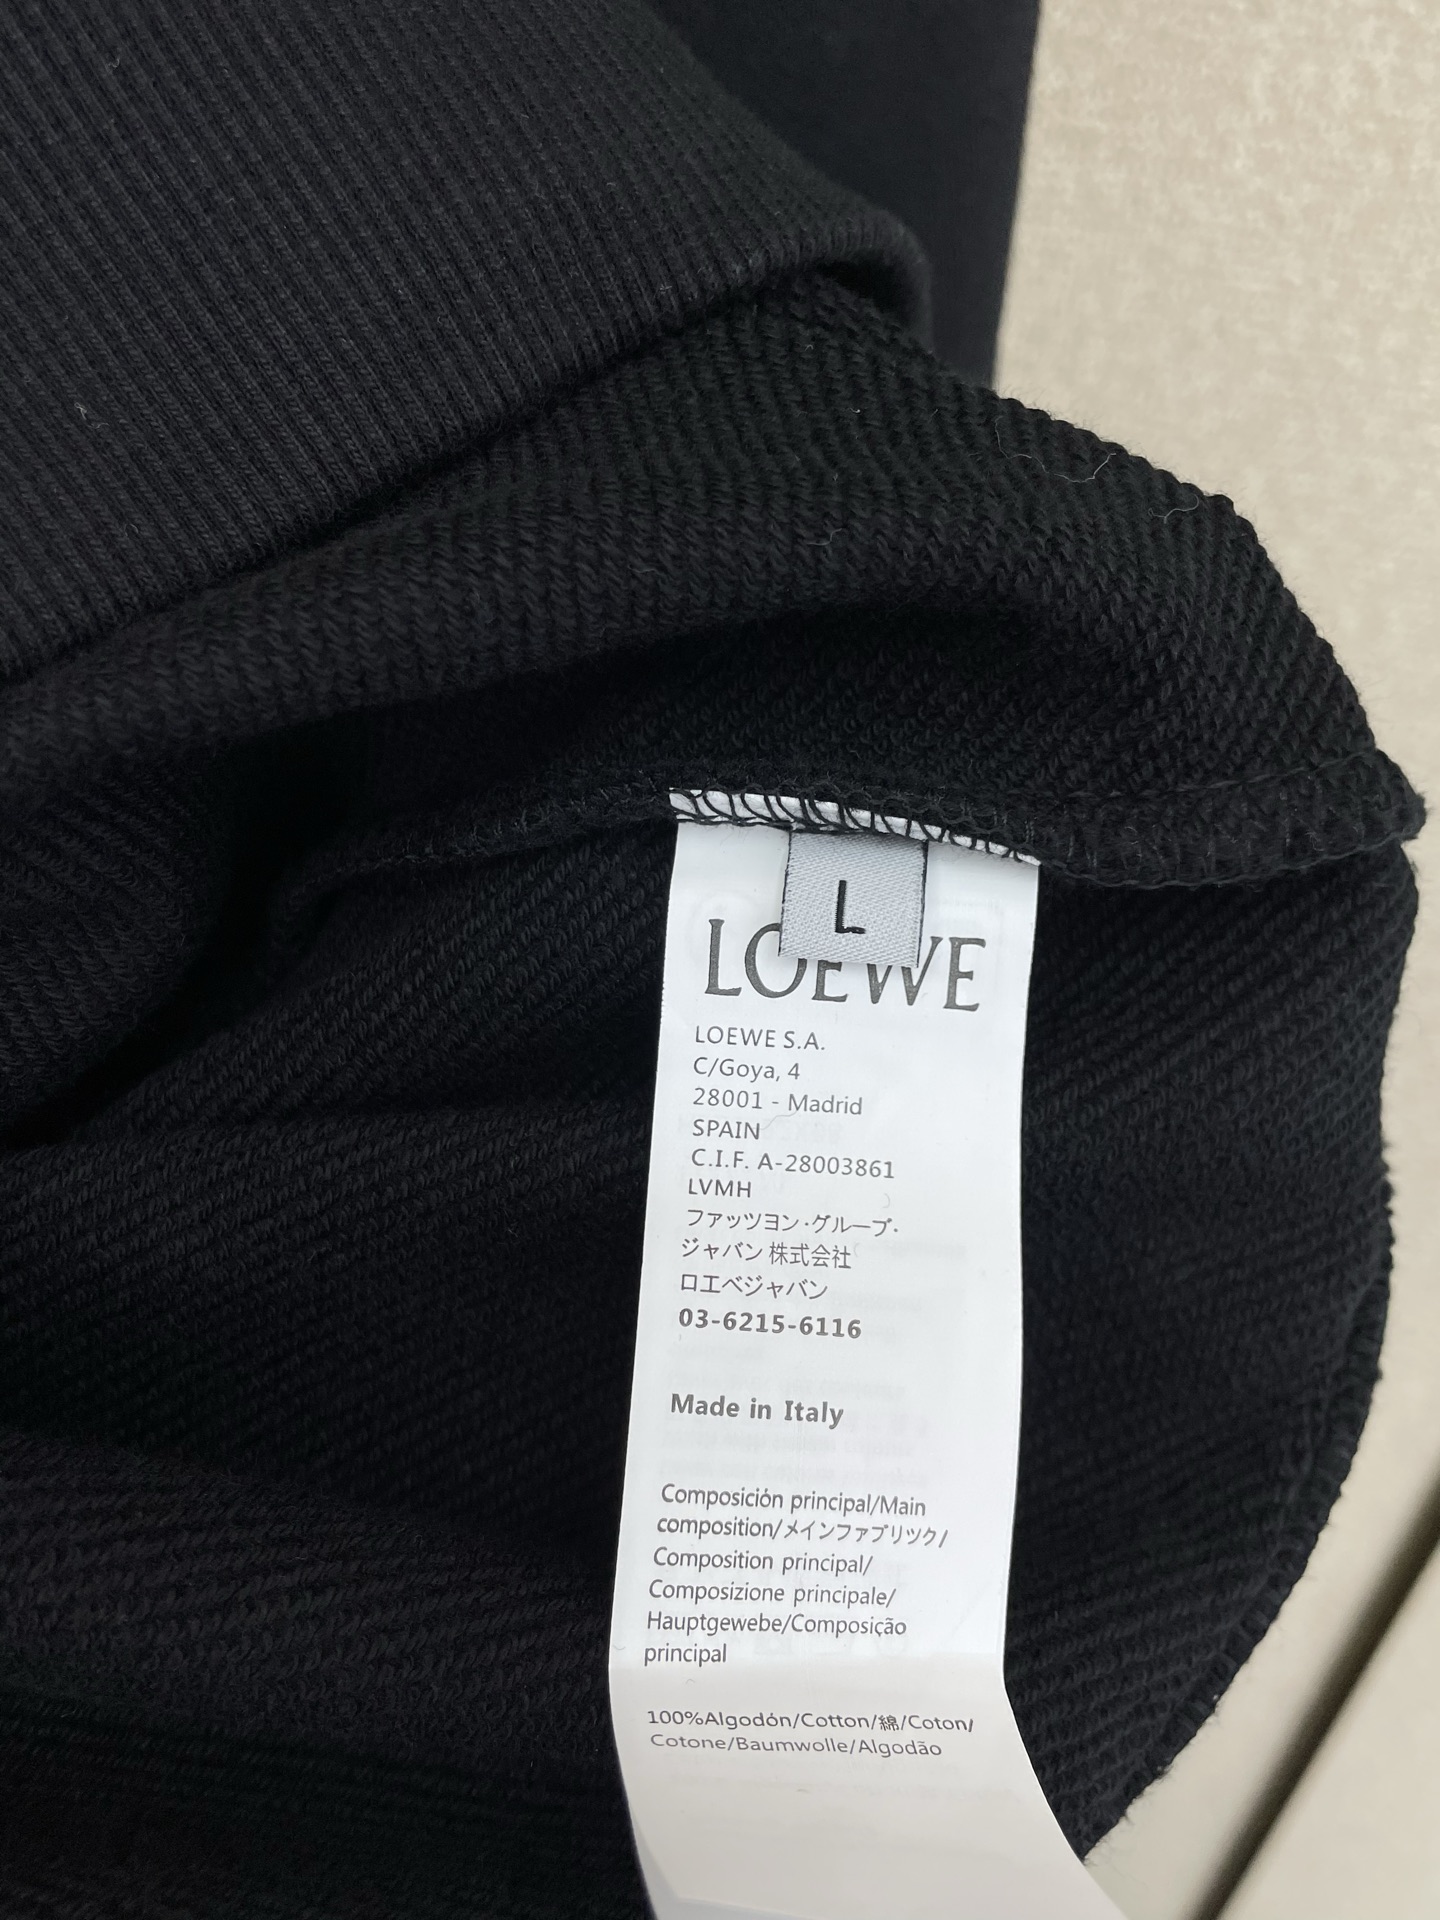 L
LOEWE
LOEWE S.A.
C/Goya, 4
28001 - Madrid
SPAIN
C.I.F. A-28003861
LVMH
ファッツヨン·グループ·
ジャバン 株式会社
ロエベジャバン
03-6215-6116
Made in Italy
Composición principal/Main
composition/メインファブリツク/
Composition principal/
Composizione principale/
Hauptgewebe/Composição
principal
100%Algodón/Cotton/綿/Coton/
Cotone/Baumwolle/Algodão